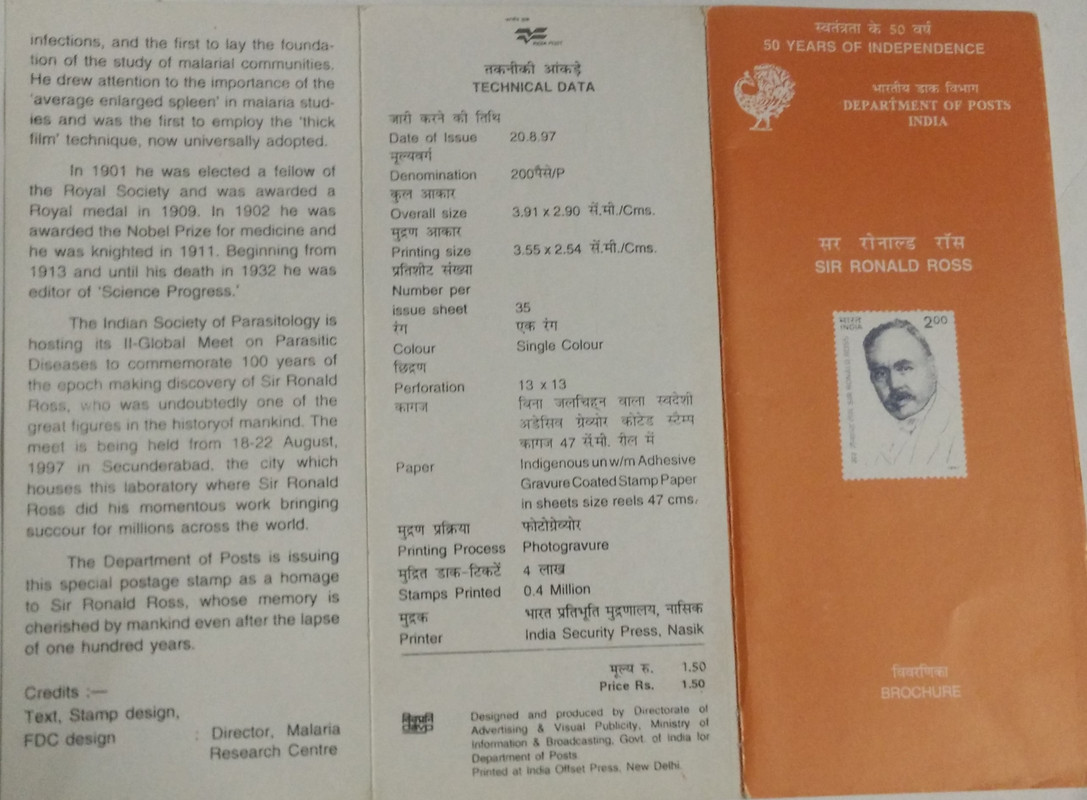 infections, and the first to lay the founda-
tion of the study of malarial communities.
He drew attention to the importance of the
'average enlarged spleen' in malaria stud-
ies and was the first to employ the 'thick
film' technique, now universally adopted.
In 1901 he was elected a fellow of
the Royal Society and was awarded a
Royal medal in 1909. In 1902 he was
awarded the Nobel Prize for medicine and
he was knighted in 1911. Beginning from
1913 and until his death in 1932 he was
editor of 'Science Progress.'
The Indian Society of Parasitology is
hosting its II-Global Meet on Parasitic
Diseases to commemorate 100 years of
the epoch making discovery of Sir Ronald
Ross, who was undoubtedly one of the
great figures in the historyof mankind. The
meet is being held from 18-22 August,
1997 in Secunderabad, the city which
houses this laboratory where Sir Ronald
Ross did his momentous work bringing
succour for millions across the world.
The Department of Posts is issuing
this special postage stamp as a homage
to Sir Ronald Ross, whose memory is
cherished by mankind even after the lapse
of one hundred years.
Credits :—
Text, Stamp design,
FDC design : Director, Malaria
Research Centre
INDIA POST
तकनीकी आंकड़े
TECHNICAL DATA
जारी करने की तिथि
Date of Issue 20.8.97
मूल्यवर्ग
Denomination 200पैसे/P
कुल आकार
Overall size 3.91 x 2.90 सें.मी./Cms.
मुद्रण आकार
Printing size 3.55 x 2.54 सें.मी./Cms.
प्रतिशीट संख्या
Number per
issue sheet 35
रंग एक रंग
Colour Single Colour
छिद्रण
Perforation 13 x 13
कागज बिना जलचिह्न वाला स्वदेशी
अडेसिव ग्रेव्योर कोटेड स्टैम्प
कागज 47 सें.मी. रील में
Paper Indigenous un w/m Adhesive
Gravure Coated Stamp Paper
in sheets size reels 47 cms.
मुद्रण प्रक्रिया फोटोग्रेव्योर
Printing Process Photogravure
मुद्रित डाक-टिकटें 4 लाख
Stamps Printed 0.4 Million
मुद्रक भारत प्रतिभूति मुद्रणालय, नासिक
Printer India Security Press, Nasik
मूल्य रु. 1.50
Price Rs. 1.50
davp
Designed and produced by Directorate of
Advertising & Visual Publicity, Ministry of
Information & Broadcasting, Govt. of India for
Department of Posts
Printed at India Offset Press, New Delhi.
स्वतंत्रता के 50 वर्ष
50 YEARS OF INDEPENDENCE
भारतीय डाक विभाग
DEPARTMENT OF POSTS
INDIA
सर रोनाल्ड रॉस
SIR RONALD ROSS
भारत
INDIA 200
SIR RONALD ROSS
विवरणिका
BROCHURE